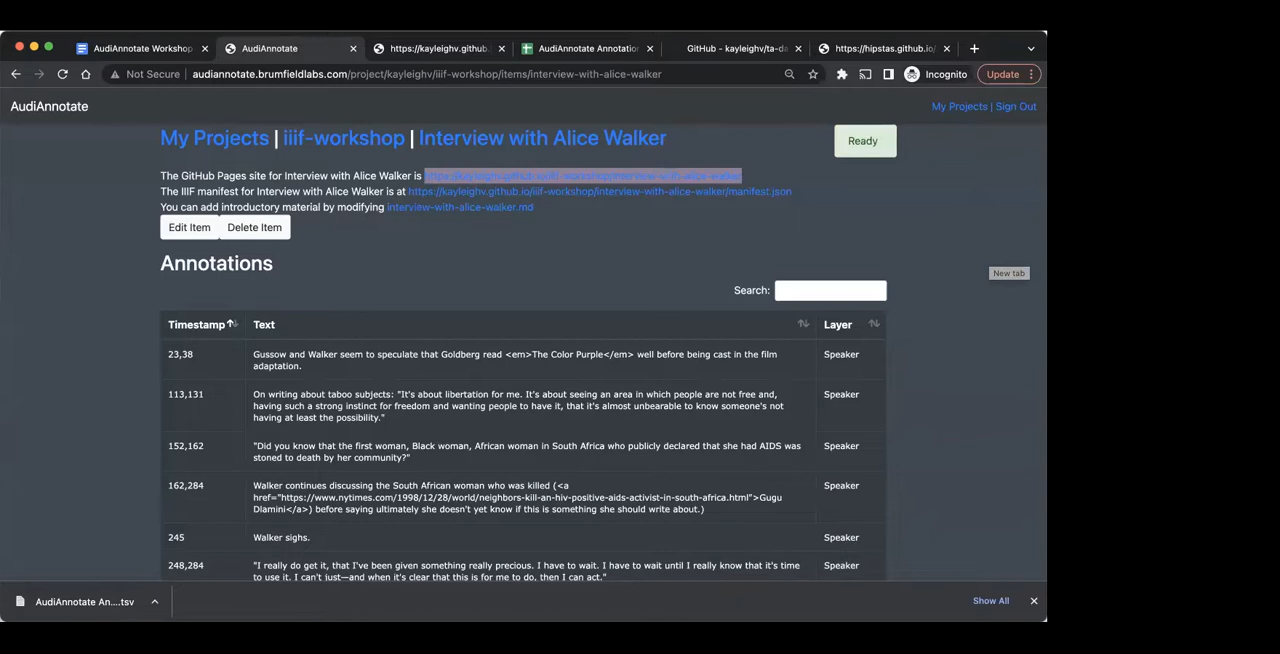 AudiAnnotate Workshop
AudiAnnotate
https://kayleighv.github.
AudiAnnotate Annotation
GitHub - kayleighv/ta-da
https://hipstas.github.io/
Not Secure | audiannotate.brumfieldlabs.com/project/kayleighv/iiif-workshop/items/interview-with-alice-walker
Incognito
Update
AudiAnnotate
My Projects | Sign Out
My Projects | iiif-workshop | Interview with Alice Walker
Ready
The GitHub Pages site for Interview with Alice Walker is https://kayleighv.github.io/iiif-workshop/interview-with-alice-walker
The IIIF manifest for Interview with Alice Walker is at https://kayleighv.github.io/iiif-workshop/interview-with-alice-walker/manifest.json
You can add introductory material by modifying interview-with-alice-walker.md
Edit Item Delete Item
Annotations
New tab
Search:
Timestamp Text Layer
23,38 Gussow and Walker seem to speculate that Goldberg read <em>The Color Purple</em> well before being cast in the film Speaker
adaptation.
113,131 On writing about taboo subjects: "It's about libertation for me. It's about seeing an area in which people are not free and, Speaker
having such a strong instinct for freedom and wanting people to have it, that it's almost unbearable to know someone's not
having at least the possibility."
152,162 "Did you know that the first woman, Black woman, African woman in South Africa who publicly declared that she had AIDS was Speaker
stoned to death by her community?"
162,284 Walker continues discussing the South African woman who was killed (<a Speaker
href="https://www.nytimes.com/1998/12/28/world/neighbors-kill-an-hiv-positive-aids-activist-in-south-africa.html">Gugu
Dlamini</a>) before saying ultimately she doesn't yet know if this is something she should write about.)
245 Walker sighs. Speaker
248,284 "I really do get it, that I've been given something really precious. I have to wait. I have to wait until I really know that it's time Speaker
to use it. I can't just—and when it's clear that this is for me to do, then I can act."
AudiAnnotate An....tsv
Show All